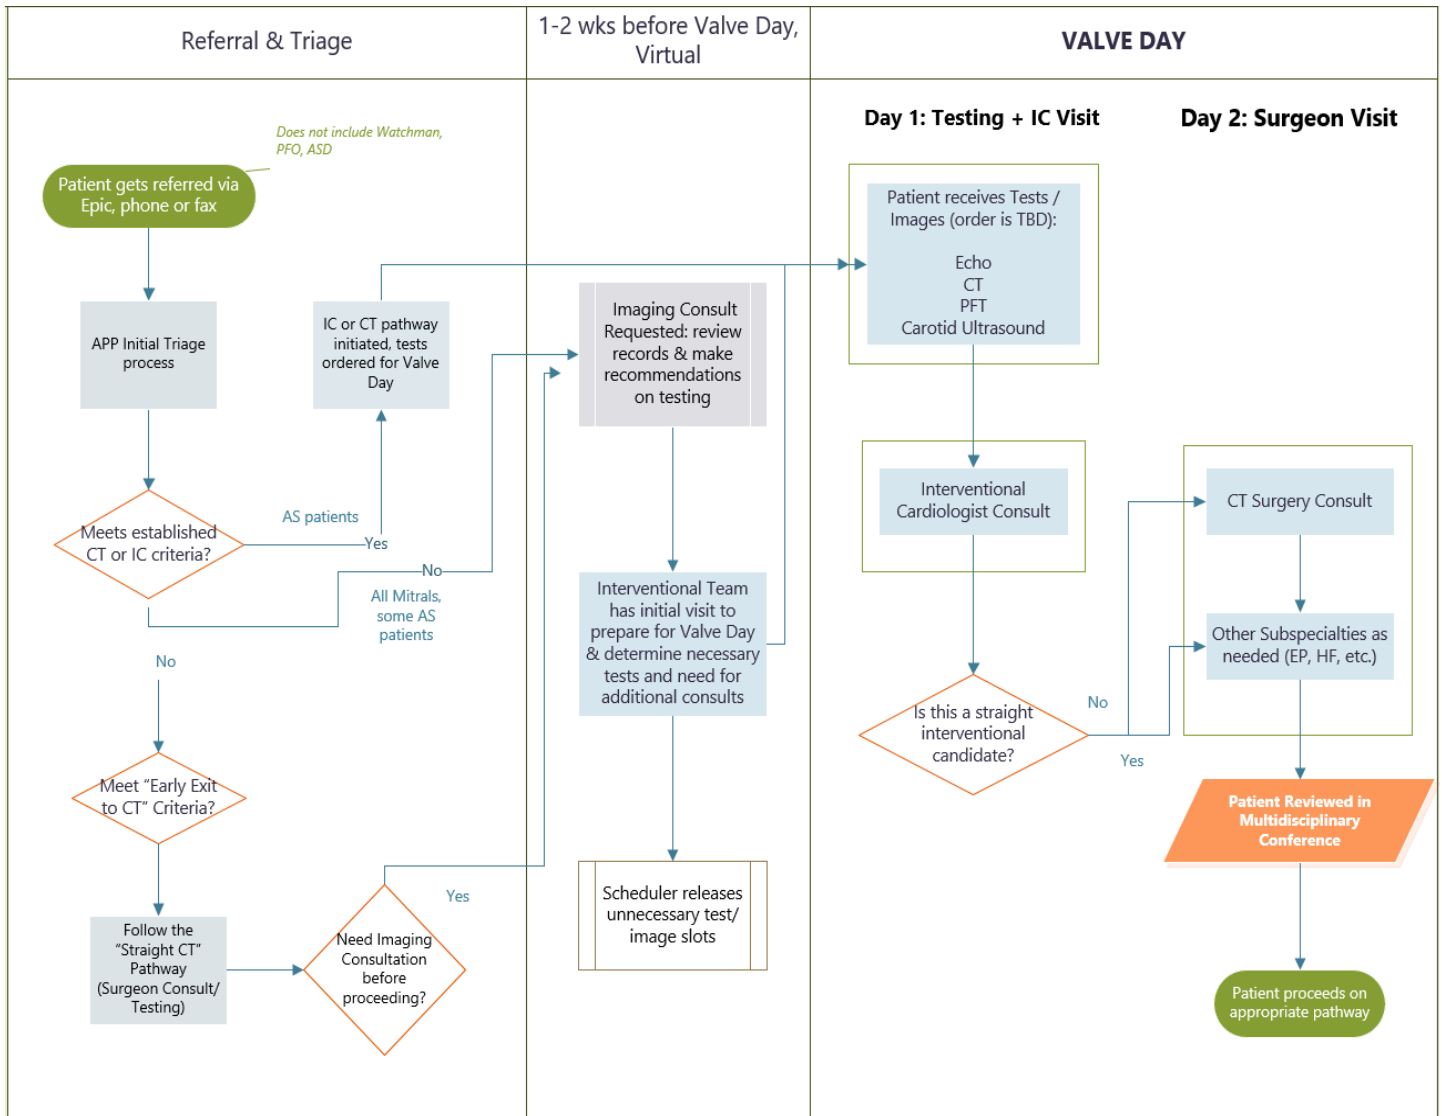 Referral & Triage
1-2 wks before Valve Day,
Virtual
VALVE DAY
Does not include Watchman,
PFO, ASD
Patient gets referred via
Epic, phone or fax
APP Initial Triage
process
IC or CT pathway
initiated, tests
ordered for Valve
Day
Meets established
CT or IC criteria?
AS patients
Yes
No
All Mitrals,
some AS
patients
No
Meet “Early Exit
to CT” Criteria?
Follow the
“Straight CT”
Pathway
(Surgeon Consult/
Testing)
Need Imaging
Consultation
before
proceeding?
Yes
Imaging Consult
Requested: review
records & make
recommendations
on testing
Interventional Team
has initial visit to
prepare for Valve Day
& determine necessary
tests and need for
additional consults
Scheduler releases
unnecessary test/
image slots
Day 1: Testing + IC Visit
Patient receives Tests /
Images (order is TBD):
Echo
CT
PFT
Carotid Ultrasound
Interventional
Cardiologist Consult
Is this a straight
interventional
candidate?
No
Yes
Day 2: Surgeon Visit
CT Surgery Consult
Other Subspecialties as
needed (EP, HF, etc.)
Patient Reviewed in
Multidisciplinary
Conference
Patient proceeds on
appropriate pathway